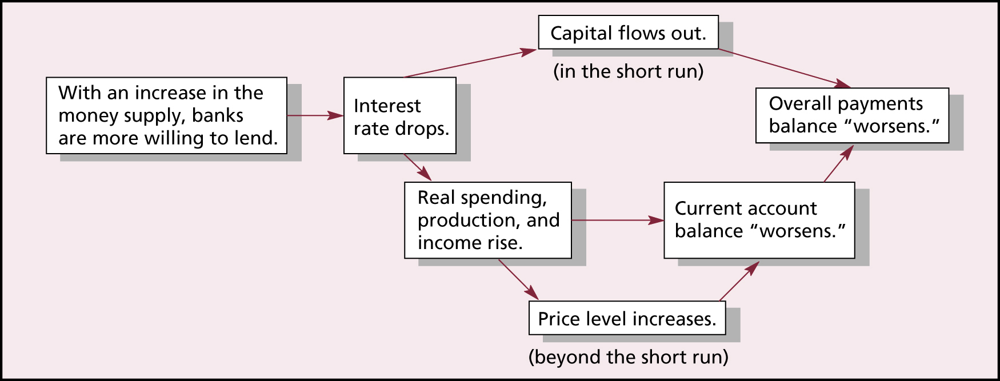 With an increase in the
money supply, banks
are more willing to lend.
Interest
rate drops.
Capital flows out.
(in the short run)
Overall payments
balance “worsens.”
Real spending,
production, and
income rise.
Current account
balance “worsens.”
Price level increases.
(beyond the short run)